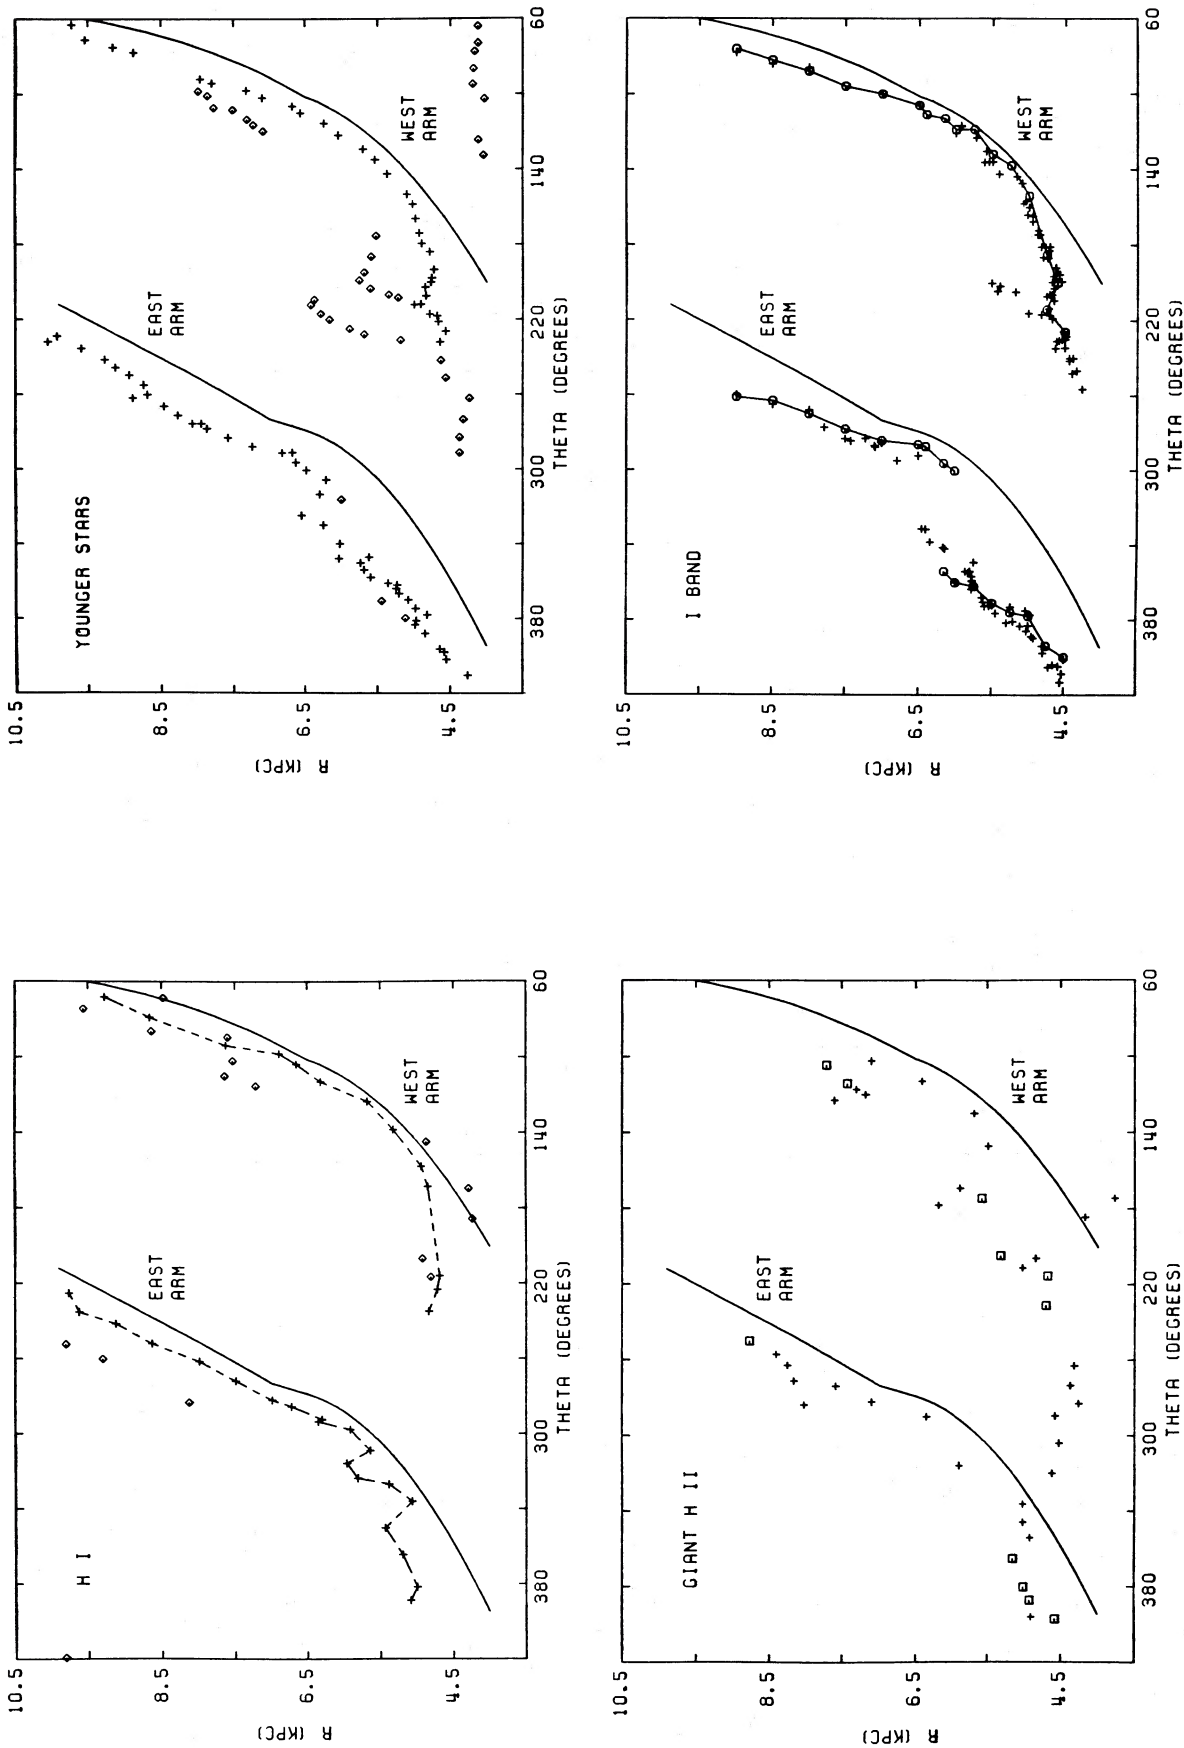 YOUNGER STARS
EAST
ARM
WEST
ARM
10.5
8.5
6.5
4.5
R (KPC)
60
140
220
300
380
THETA (DEGREES)
I BAND
EAST
ARM
WEST
ARM
10.5
8.5
6.5
4.5
R (KPC)
60
140
220
300
380
THETA (DEGREES)
H I
EAST
ARM
WEST
ARM
10.5
8.5
6.5
4.5
R (KPC)
60
140
220
300
380
THETA (DEGREES)
GIANT H II
EAST
ARM
WEST
ARM
10.5
8.5
6.5
4.5
R (KPC)
60
140
220
300
380
THETA (DEGREES)